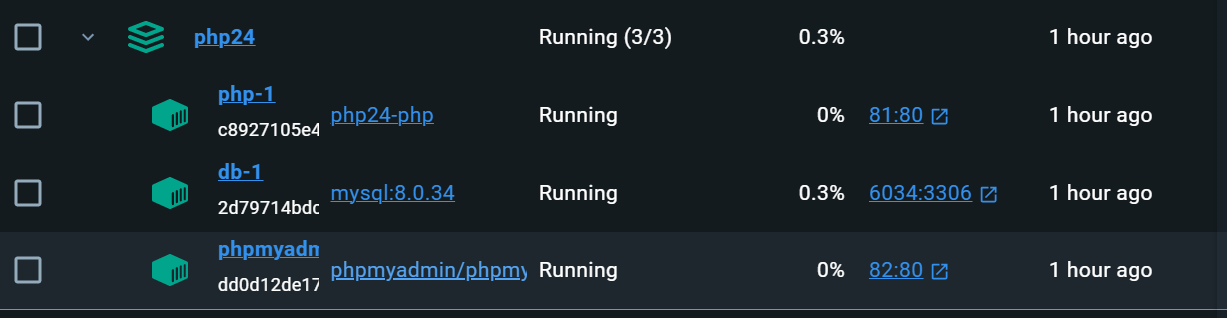 php24 Running (3/3) 0.3% 1 hour ago
php-1
c8927105e4 php24-php Running 0% 81:80 1 hour ago
db-1
2d79714bdc mysql:8.0.34 Running 0.3% 6034:3306 1 hour ago
phpmyadm
dd0d12de17 phpmyadmin/phpmy Running 0% 82:80 1 hour ago